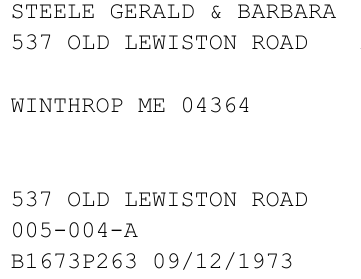 STEELE GERALD & BARBARA
537 OLD LEWISTON ROAD
WINTHROP ME 04364
537 OLD LEWISTON ROAD
005-004-A
B1673P263 09/12/1973